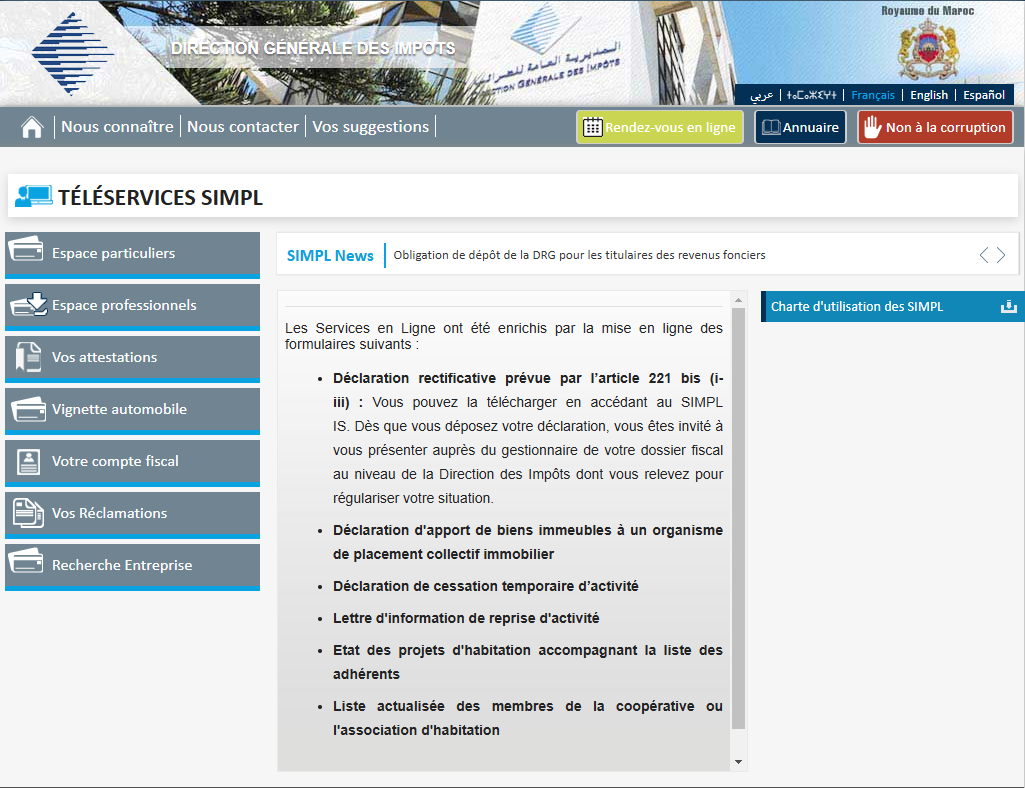 Royaume du Maroc
DIRECTION GÉNÉRALE DES IMPÔTS
المديرية العامة للضرائب
DIRECTION GÉNÉRALE DES IMPÔTS
عربي | ⵜⴰⵎⴰⵣⵉⵖⵜ | Français | English | Español
Nous connaître | Nous contacter | Vos suggestions |
Rendez-vous en ligne
Annuaire
Non à la corruption
TÉLÉSERVICES SIMPL
Espace particuliers
Espace professionnels
Vos attestations
Vignette automobile
Votre compte fiscal
Vos Réclamations
Recherche Entreprise
SIMPL News
Obligation de dépôt de la DRG pour les titulaires des revenus fonciers
Les Services en Ligne ont été enrichis par la mise en ligne des
formulaires suivants :
• Déclaration rectificative prévue par l’article 221 bis (i-
iii) : Vous pouvez la télécharger en accédant au SIMPL
IS. Dès que vous déposez votre déclaration, vous êtes invité à
vous présenter auprès du gestionnaire de votre dossier fiscal
au niveau de la Direction des Impôts dont vous relevez pour
régulariser votre situation.
• Déclaration d'apport de biens immeubles à un organisme
de placement collectif immobilier
• Déclaration de cessation temporaire d’activité
• Lettre d'information de reprise d'activité
• Etat des projets d'habitation accompagnant la liste des
adhérents
• Liste actualisée des membres de la coopérative ou
l'association d'habitation
Charte d'utilisation des SIMPL